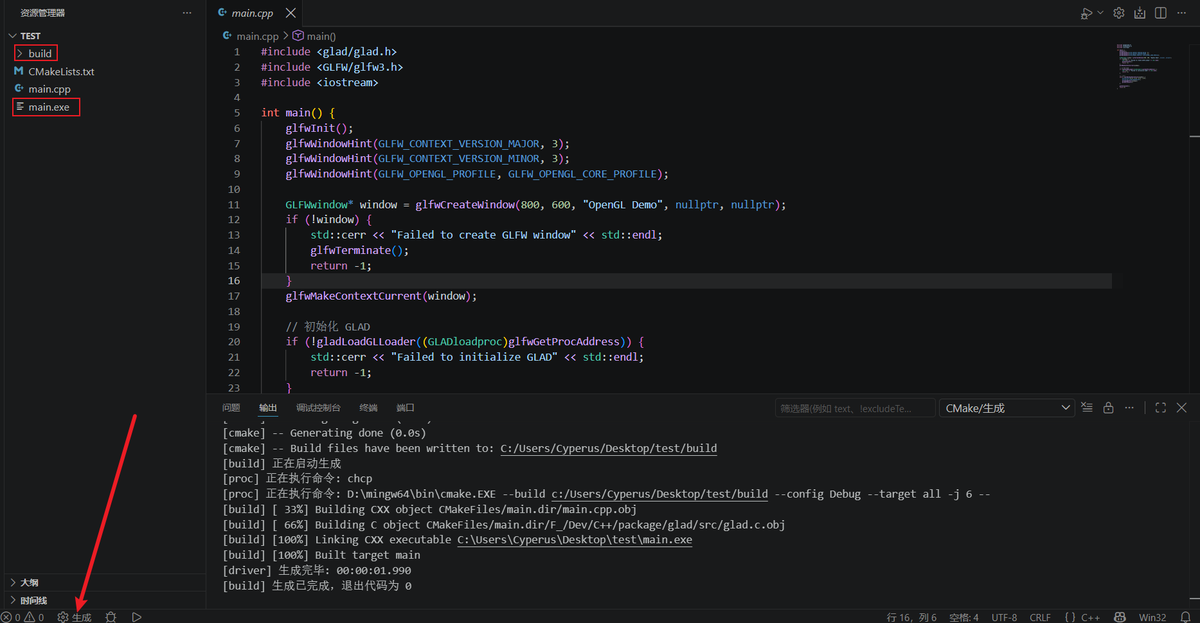 资源管理器
TEST
build
CMakeLists.txt
main.cpp
main.exe
大纲
时间线
main.cpp
main.cpp > main()
1 #include <glad/glad.h>
2 #include <GLFW/glfw3.h>
3 #include <iostream>
4
5 int main() {
6 glfwInit();
7 glfwWindowHint(GLFW_CONTEXT_VERSION_MAJOR, 3);
8 glfwWindowHint(GLFW_CONTEXT_VERSION_MINOR, 3);
9 glfwWindowHint(GLFW_OPENGL_PROFILE, GLFW_OPENGL_CORE_PROFILE);
10
11 GLFWwindow* window = glfwCreateWindow(800, 600, "OpenGL Demo", nullptr, nullptr);
12 if (!window) {
13 std::cerr << "Failed to create GLFW window" << std::endl;
14 glfwTerminate();
15 return -1;
16 }
17 glfwMakeContextCurrent(window);
18
19 // 初始化 GLAD
20 if (!gladLoadGLLoader((GLADloadproc)glfwGetProcAddress)) {
21 std::cerr << "Failed to initialize GLAD" << std::endl;
22 return -1;
23 }
问题 输出 调试控制台 终端 端口 筛选器(例如 text、!excludeTe... CMake/生成
[cmake] -- Generating done (0.0s)
[cmake] -- Build files have been written to: C:/Users/Cyperus/Desktop/test/build
[build] 正在启动生成
[proc] 正在执行命令: chcp
[proc] 正在执行命令: D:\mingw64\bin\cmake.EXE --build c:/Users/Cyperus/Desktop/test/build --config Debug --target all -j 6 --
[build] [ 33%] Building CXX object CMakeFiles/main.dir/main.cpp.obj
[build] [ 66%] Building C object CMakeFiles/main.dir/F_/Dev/C++/package/glad/src/glad.c.obj
[build] [100%] Linking CXX executable C:\Users\Cyperus\Desktop\test\main.exe
[build] [100%] Built target main
[driver] 生成完毕: 00:00:01.990
[build] 生成已完成，退出代码为 0
0 0 生成 行 16，列 6 空格: 4 UTF-8 CRLF {} C++ Win32